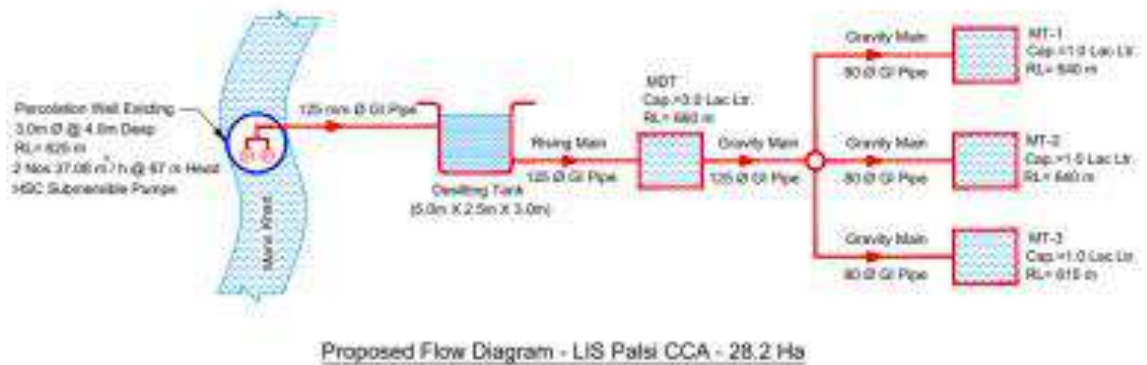 Percolation Well Existing
3.0m Ø @ 4.0m Deep
RL= 625 m
2 Nos 37.08 m³/ h @ 67 m Head
HSC Submersible Pumps
Khad
125 mm Ø GI Pipe
Desilting Tank
(5.0m X 2.5m X 3.0m)
Rising Main
125 Ø GI Pipe
MDT
Cap.=3.0 Lac Ltr.
RL= 660 m
Gravity Main
125 Ø GI Pipe
Gravity Main
80 Ø GI Pipe
MT-1
Cap.=1.0 Lac Ltr.
RL= 640 m
Gravity Main
80 Ø GI Pipe
MT-2
Cap.=1.0 Lac Ltr.
RL= 640 m
Gravity Main
80 Ø GI Pipe
MT-3
Cap.=1.0 Lac Ltr.
RL= 610 m
Proposed Flow Diagram - LIS Palsi CCA - 28.2 Ha